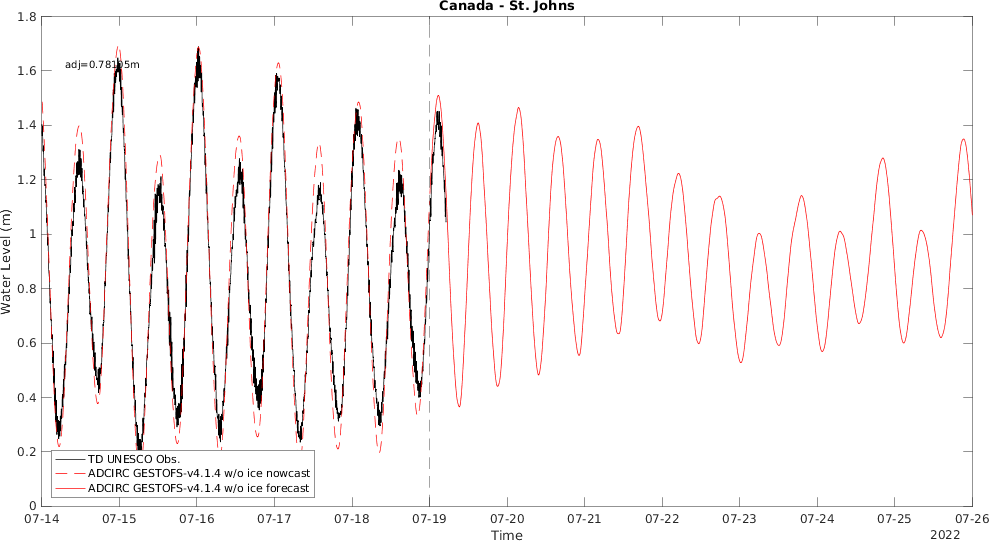 Canada - St. Johns
1.8
1.6
1.4
1.2
1
0.8
0.6
0.4
0.2
0
Water Level (m)
TD UNESCO Obs.
ADCIRC GESTOFS-v4.1.4 w/o ice nowcast
ADCIRC GESTOFS-v4.1.4 w/o ice forecast
07-14 07-15 07-16 07-17 07-18 07-19 07-20 07-21 07-22 07-23 07-24 07-25 07-26
Time
2022